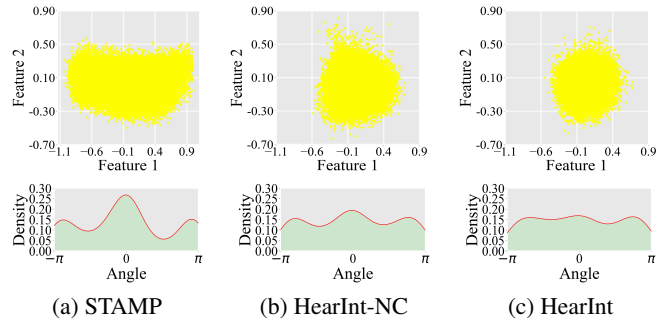 0.90 0.90 0.90
0.50 0.50 0.50
0.10 0.10 0.10
−0.30 −0.30 −0.30
−0.70 −0.70 −0.70
Feature 2 Feature 2 Feature 2
−1.1 −0.6 −0.1 0.4 0.9 −1.1 −0.6 −0.1 0.4 0.9 −1.1 −0.6 −0.1 0.4 0.9
Feature 1 Feature 1 Feature 1
0.30 0.30 0.30
0.25 0.25 0.25
0.20 0.20 0.20
0.15 0.15 0.15
0.10 0.10 0.10
0.05 0.05 0.05
0.00 0.00 0.00
Density Density Density
−π 0 π −π 0 π −π 0 π
Angle Angle Angle
(a) STAMP (b) HearInt-NC (c) HearInt